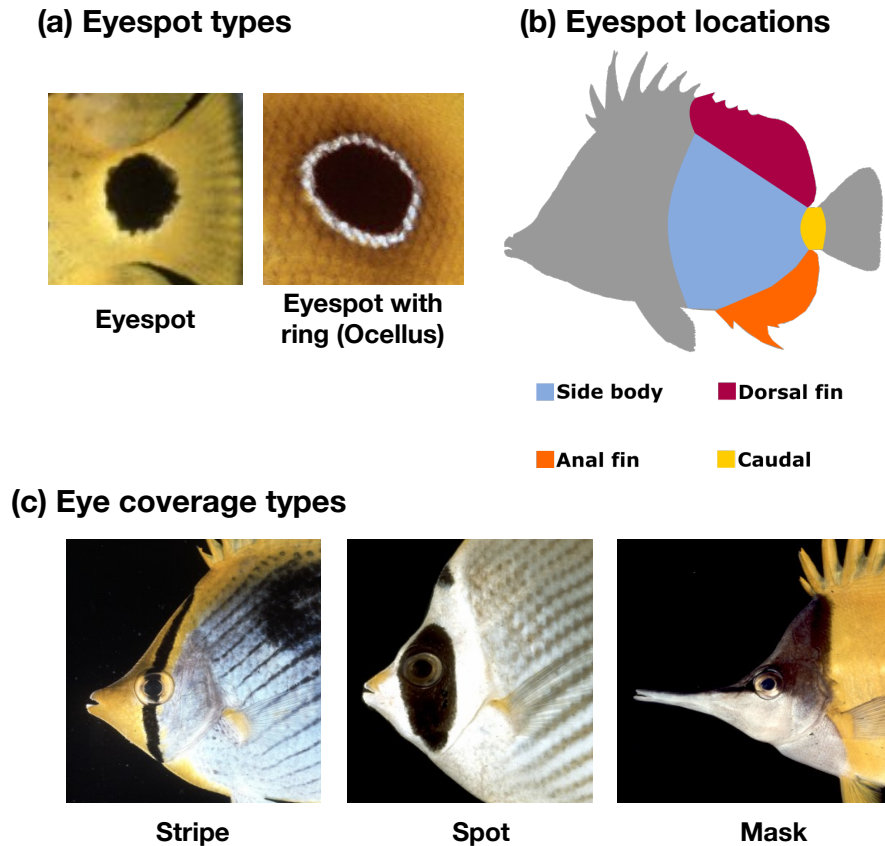 (a) Eyespot types
(b) Eyespot locations
Eyespot
Eyespot with
ring (Ocellus)
Side body
Dorsal fin
Anal fin
Caudal
(c) Eye coverage types
Stripe
Spot
Mask